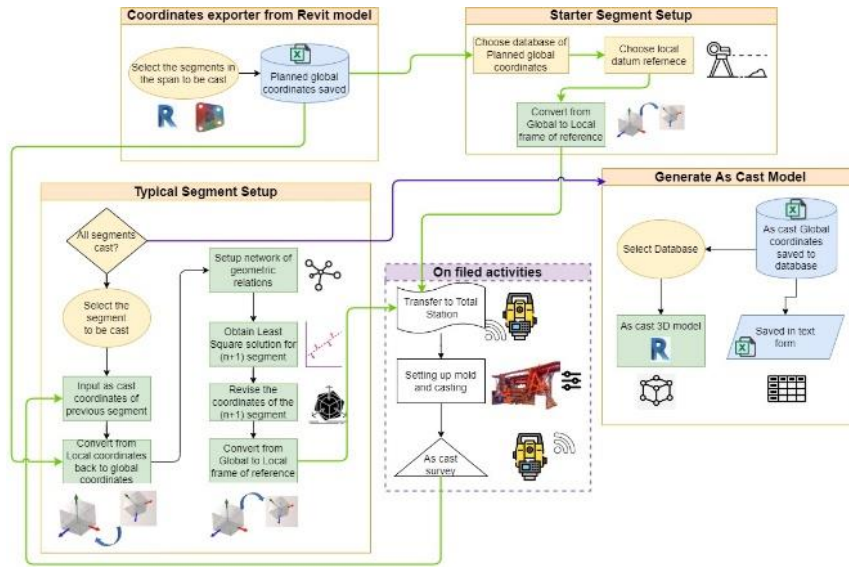 Coordinates exporter from Revit model
Select the segments in
the span to be cast
Planned global
coordinates saved
R
Starter Segment Setup
Choose database of
Planned global
coordinates
Choose local
datum refernece
Convert from
Global to Local
frame of reference
Typical Segment Setup
All segments
cast?
Select the
segment
to be cast
Input as cast
coordinates of
previous segment
Convert from
Local coordinates
back to global
coordinates
Setup network of
geometric
relations
Obtain Least
Square solution for
(n+1) segment
Revise the
coordinates of the
(n+1) segment
Convert from
Global to Local
frame of reference
On filed activities
Transfer to Total
Station
Setting up mold
and casting
As cast
survey
Generate As Cast Model
Select Database
As cast Global
coordinates
saved to
database
As cast 3D model
R
Saved in text
form